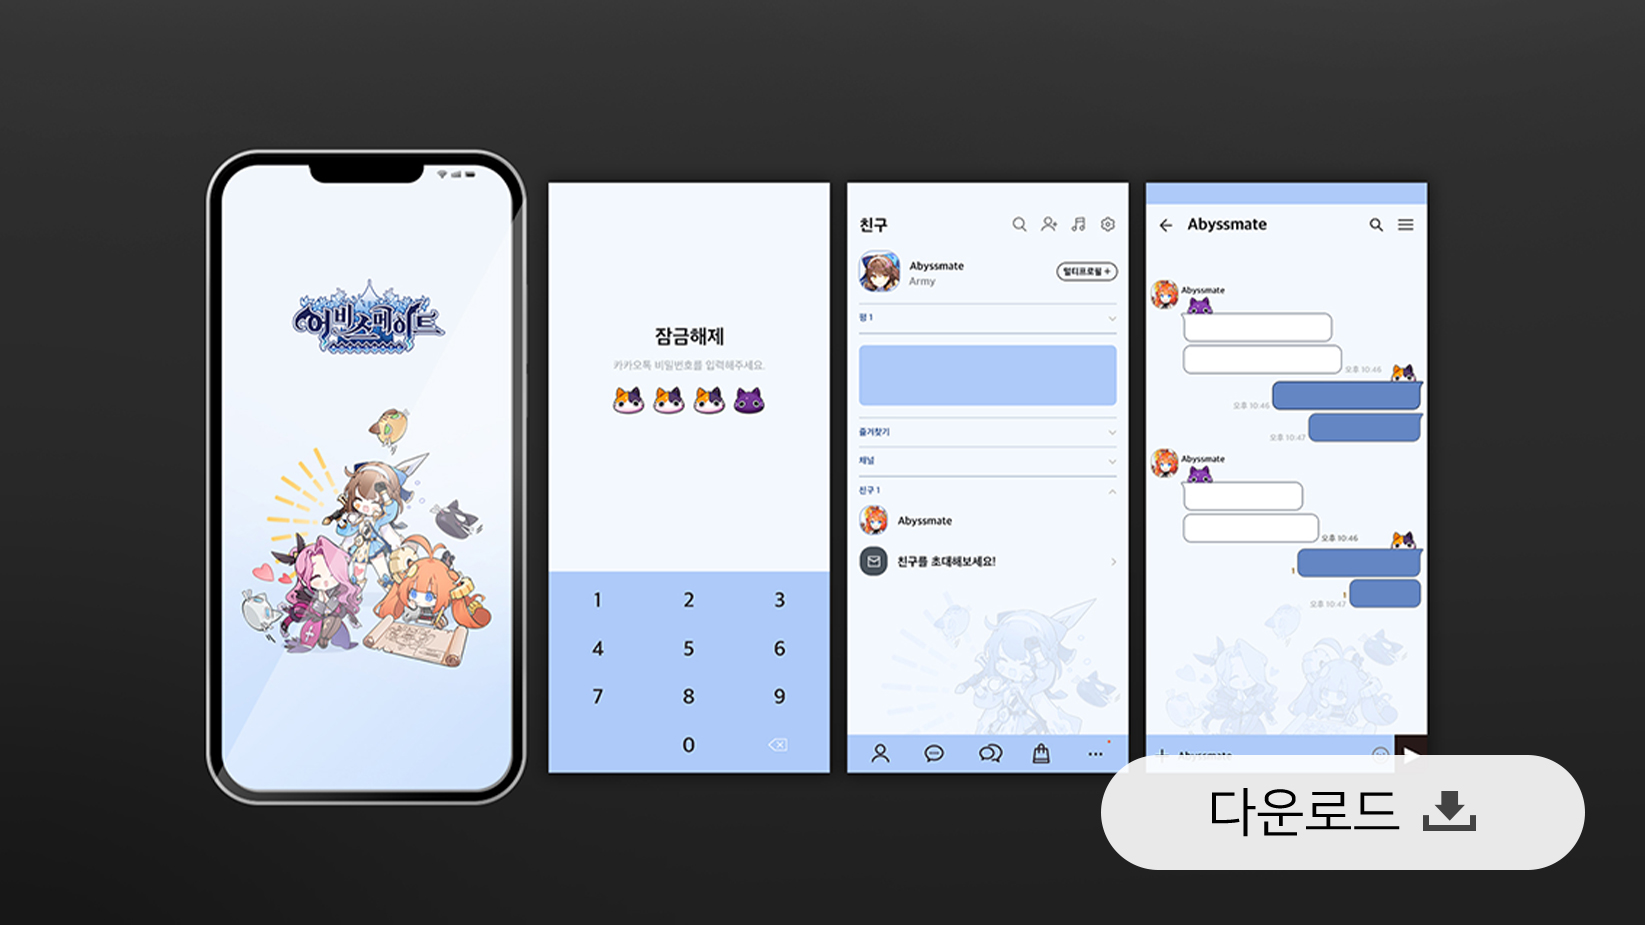 어비스메이트
잠금해제
카카오톡 비밀번호를 입력해주세요.
1 2 3
4 5 6
7 8 9
0
친구
Abyssmate
Army
멀티프로필 +
펑 1
즐겨찾기
채널
친구 1
Abyssmate
친구를 초대해보세요!
Abyssmate
Abyssmate
오후 10:46
오후 10:46
오후 10:47
Abyssmate
오후 10:46
1
1
오후 10:47
Abyssmate
다운로드